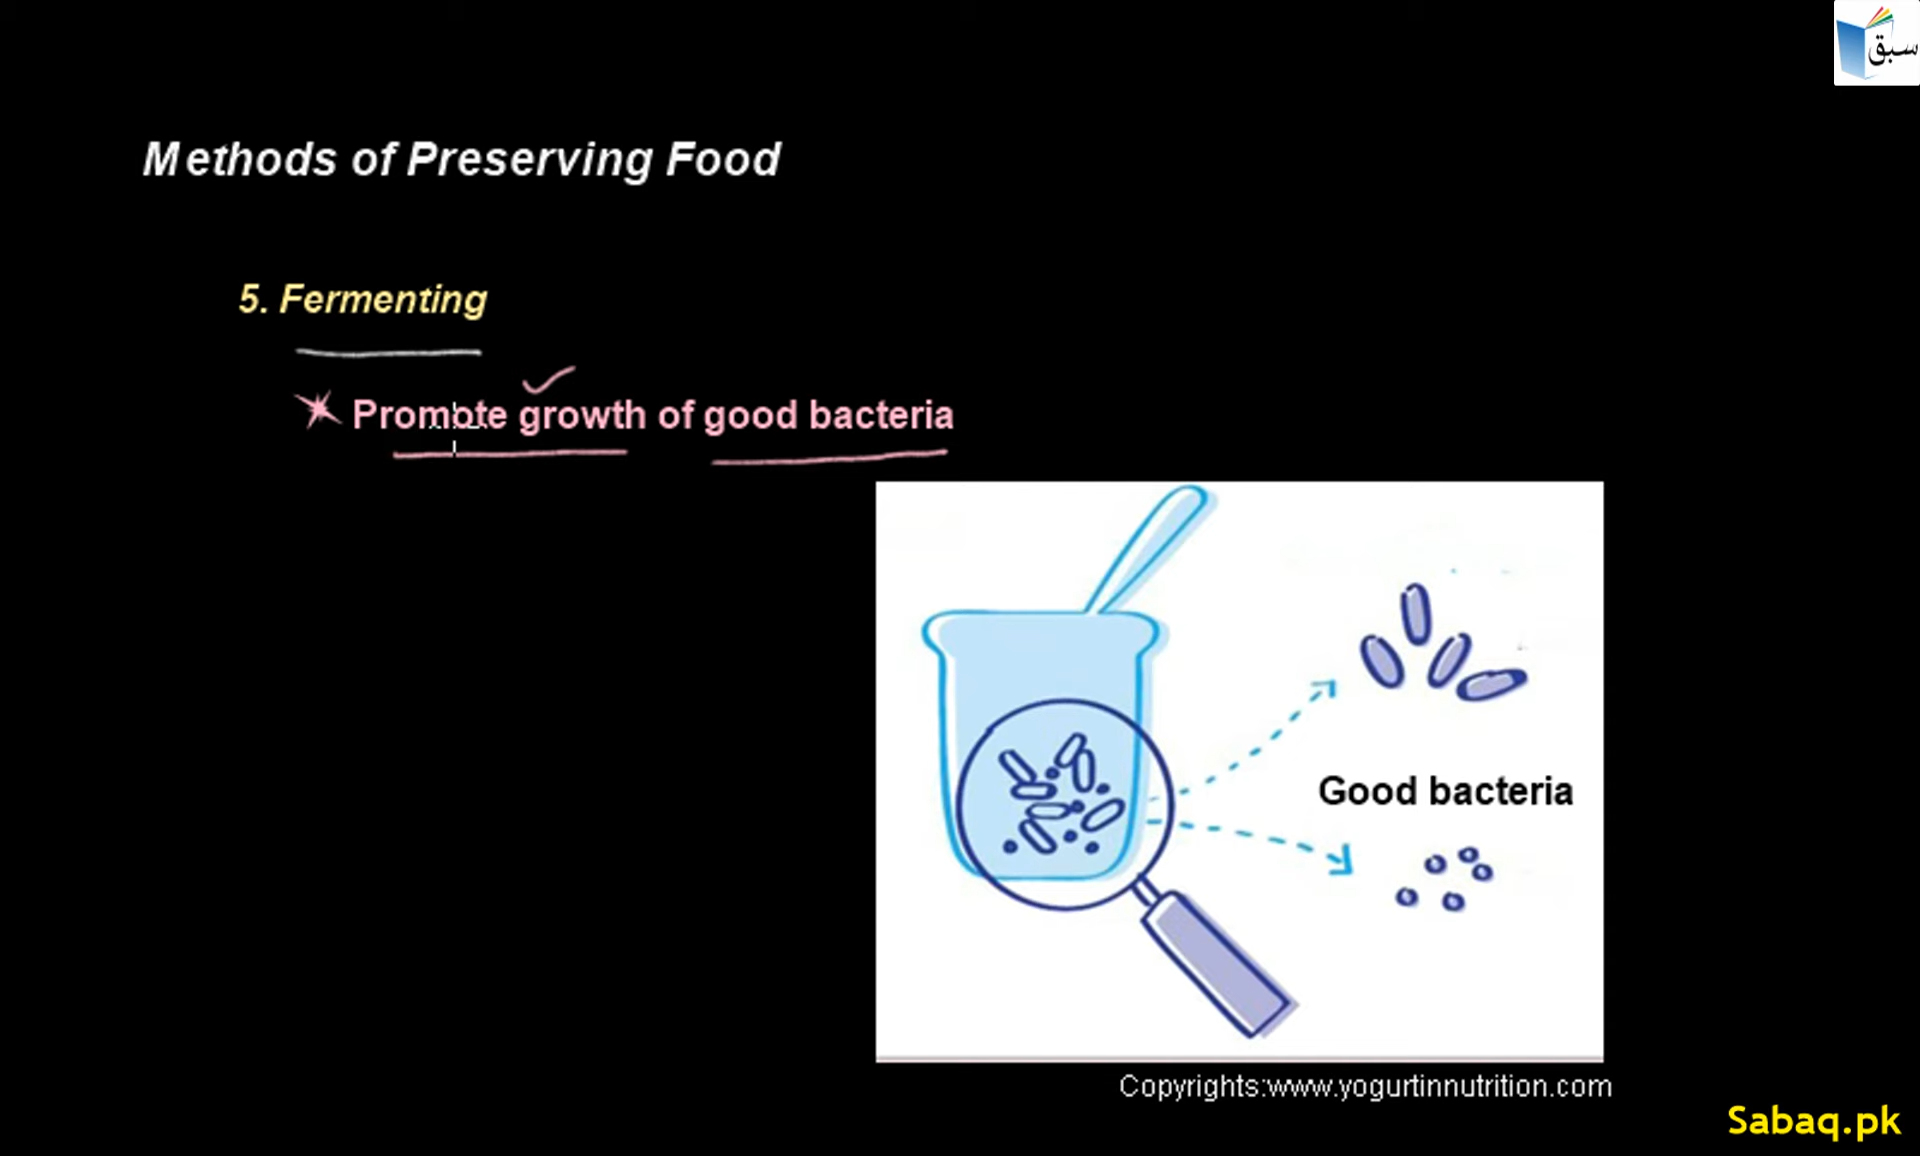 سبق
Methods of Preserving Food
5. Fermenting
Promote growth of good bacteria
Good bacteria
Copyrights:www.yogurtinnutrition.com
Sabaq.pk